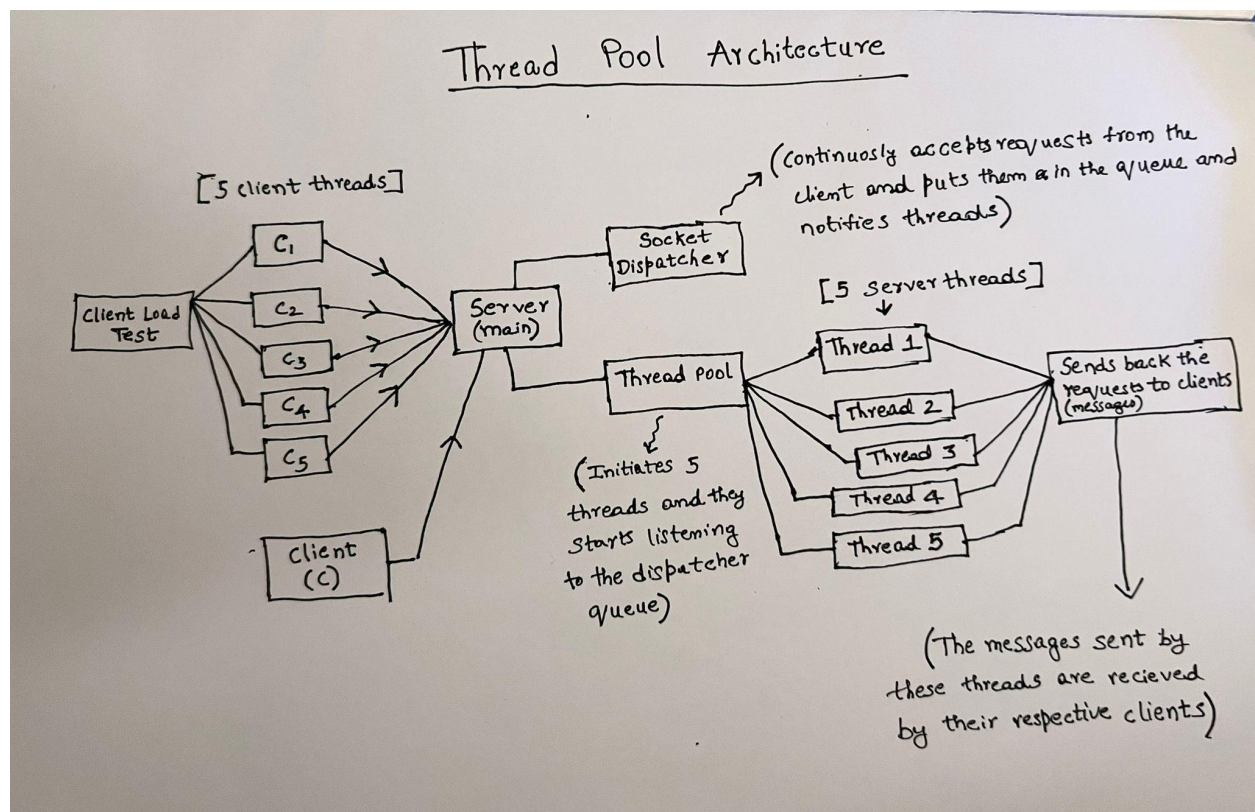 Thread Pool Architecture
[5 client threads]
C1
C2
C3
C4
C5
Client Load
Test
Client
(C)
Server
(main)
Socket
Dispatcher
(Continuosly accepts requests from the
client and puts them in the queue and
notifies threads)
Thread Pool
(Initiates 5
threads and they
starts listening
to the dispatcher
queue)
[5 server threads]
Thread 1
Thread 2
Thread 3
Thread 4
Thread 5
Sends back the
requests to clients
(messages)
(The messages sent by
these threads are recieved
by their respective clients)